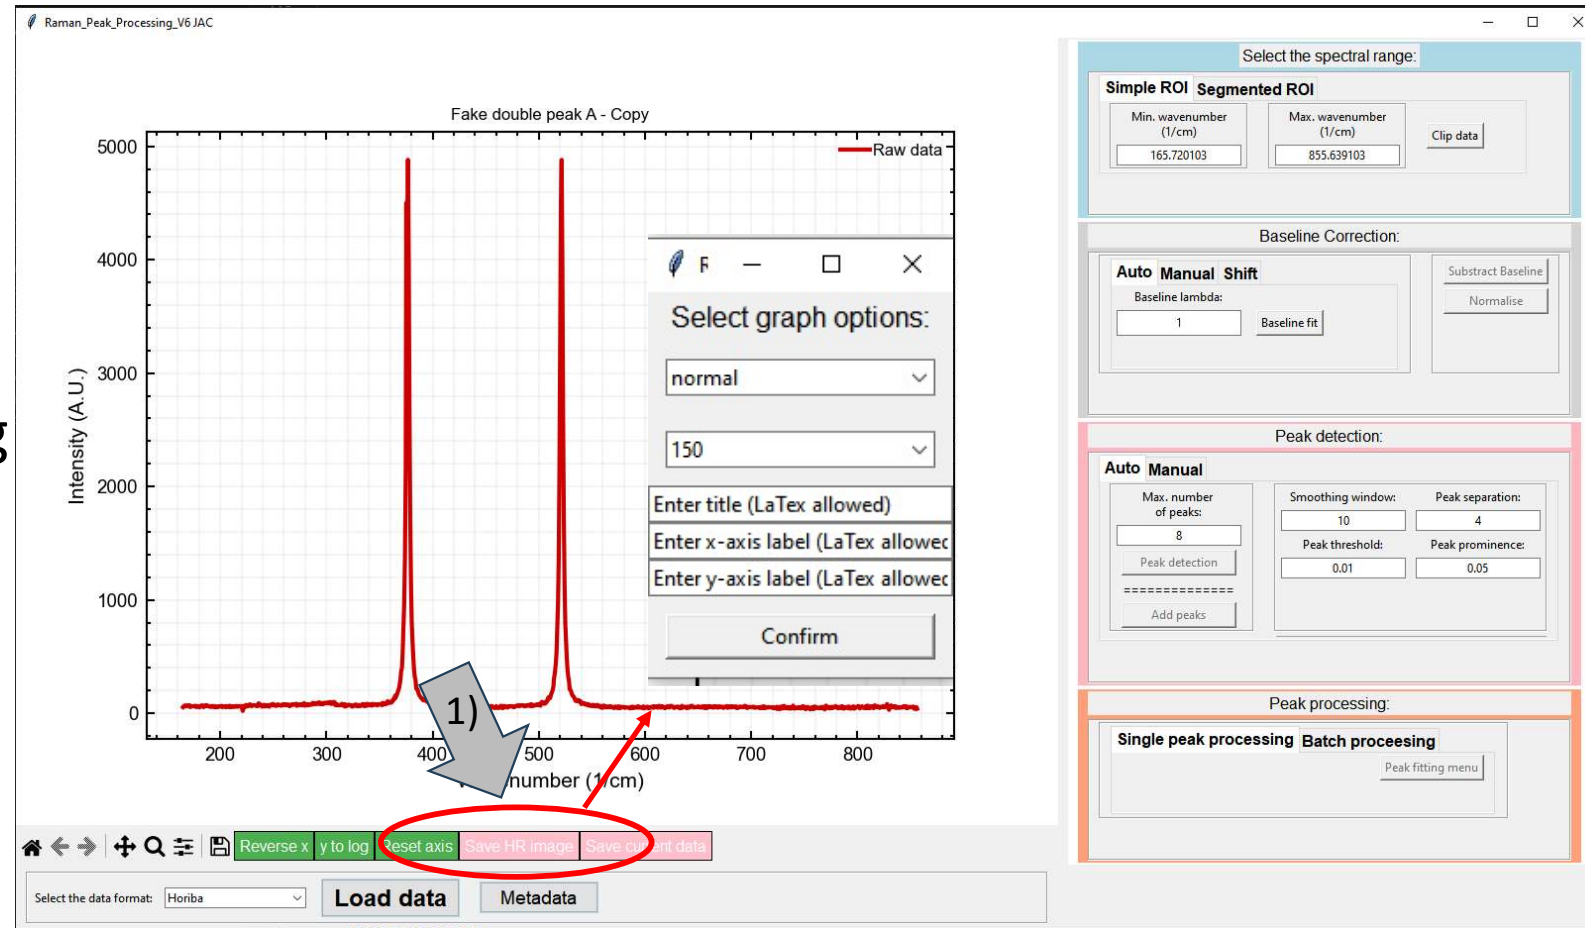 Raman_Peak_Processing_V6 JAC
Fake double peak A - Copy
Raw data
5000
4000
3000
2000
1000
0
Intensity (A.U.)
200 300 400 500 600 700 800
number (1/cm)
g
R
Select graph options:
normal
150
Enter title (LaTex allowed)
Enter x-axis label (LaTex allowec
Enter y-axis label (LaTex allowec
Confirm
1)
Reverse x y to log Reset axis Save HR image Save current data
Select the data format: Horiba Load data Metadata
Select the spectral range:
Simple ROI Segmented ROI
Min. wavenumber
(1/cm)
165.720103
Max. wavenumber
(1/cm)
855.639103
Clip data
Baseline Correction:
Auto Manual Shift
Baseline lambda:
1
Baseline fit
Substract Baseline
Normalise
Peak detection:
Auto Manual
Max. number
of peaks:
8
Peak detection
==============
Add peaks
Smoothing window: Peak separation:
10 4
Peak threshold: Peak prominence:
0.01 0.05
Peak processing:
Single peak processing Batch proceesing
Peak fitting menu